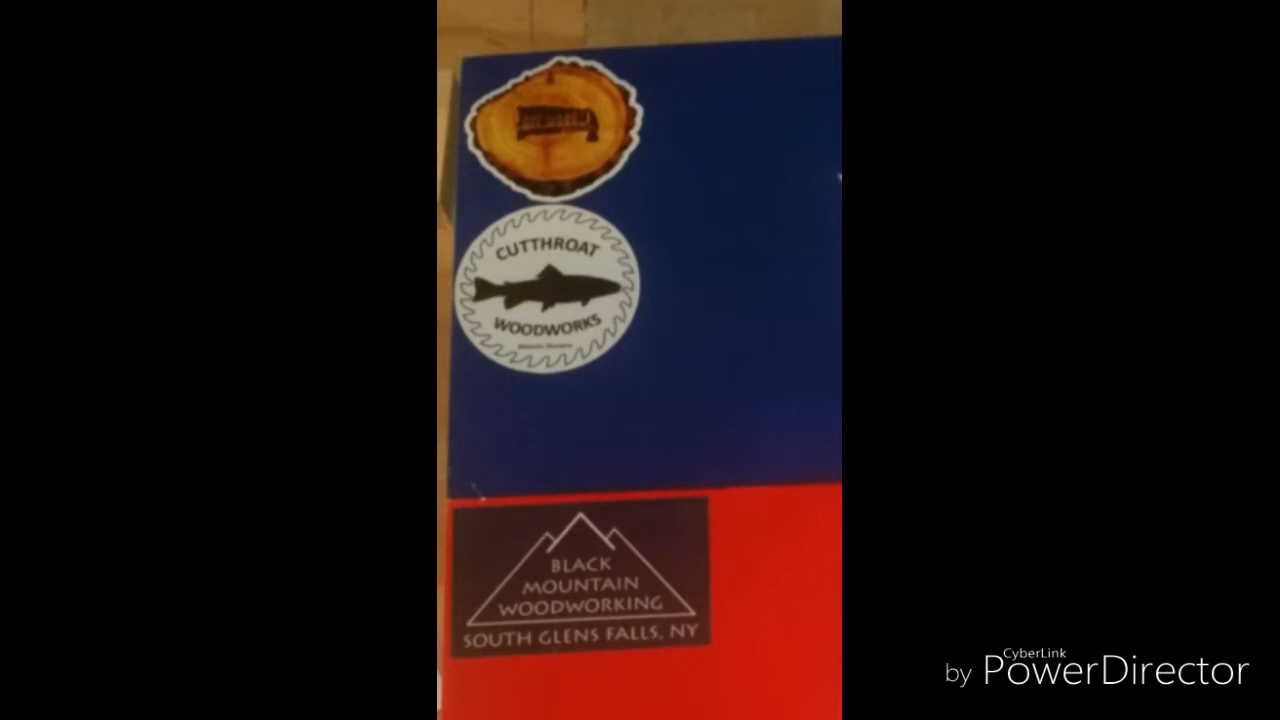 CUTTHROAT
WOODWORKS
BLACK
MOUNTAIN
WOODWORKING
SOUTH GLENS FALLS, NY
by CyberLink PowerDirector